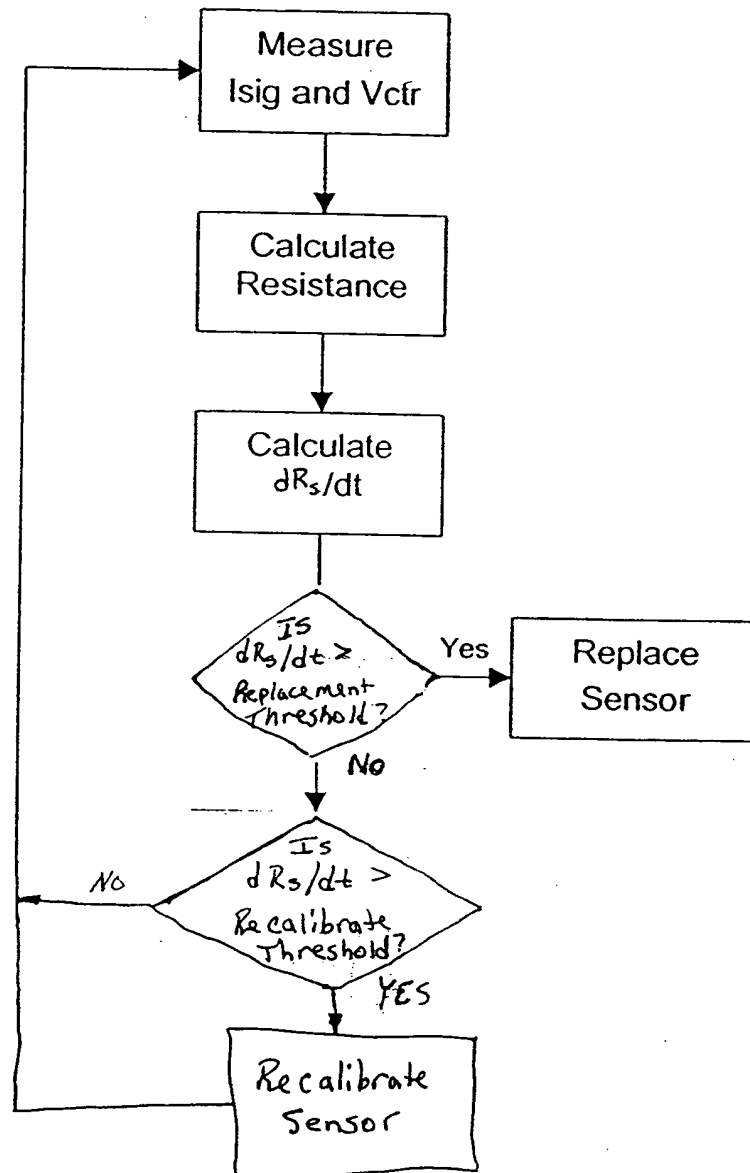 Measure
Isig and Vctr
Calculate
Resistance
Calculate
dRs/dt
Is
dRs/dt >
Replacement
Threshold?
Yes
Replace
Sensor
No
Is
dRs/dt >
Recalibrate
Threshold?
No
YES
Recalibrate
Sensor